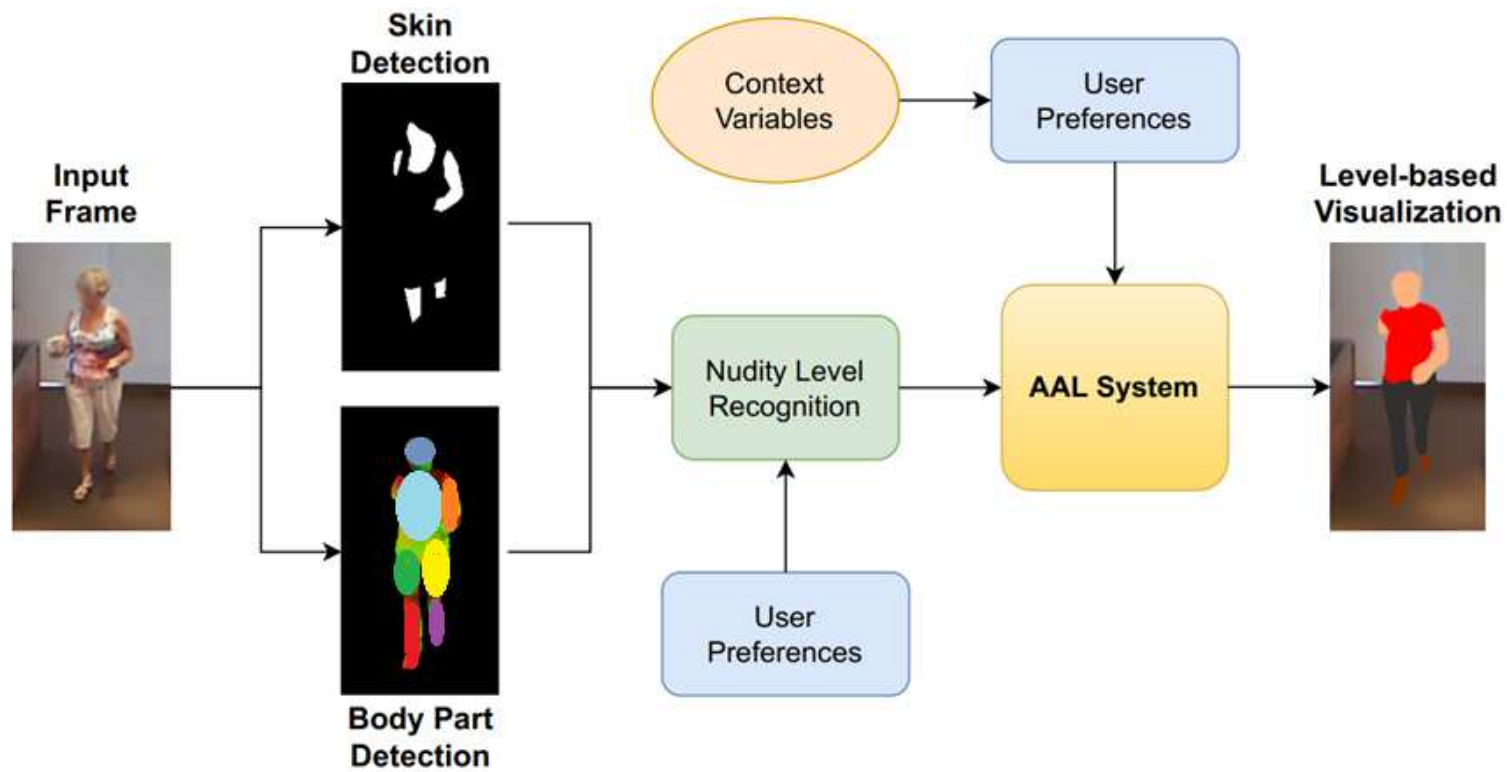 Input
Frame
Skin
Detection
Body Part
Detection
Context
Variables
User
Preferences
Nudity Level
Recognition
User
Preferences
AAL System
Level-based
Visualization